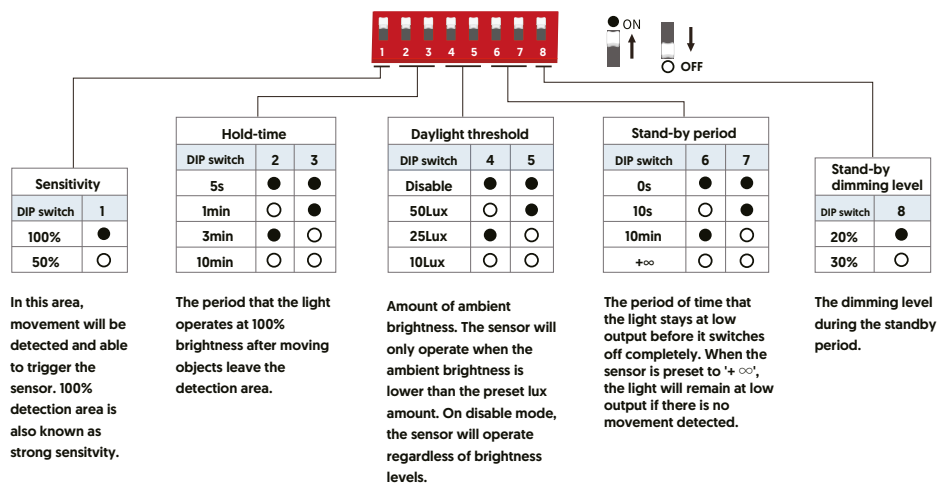 1 2 3 4 5 6 7 8
ON
OFF
Sensitivity
DIP switch 1
100%
50%
In this area,
movement will be
detected and able
to trigger the
sensor. 100%
detection area is
also known as
strong sensitvity.
Hold-time
DIP switch 2 3
5s
1min
3min
10min
The period that the light
operates at 100%
brightness after moving
objects leave the
detection area.
Daylight threshold
DIP switch 4 5
Disable
50Lux
25Lux
10Lux
Amount of ambient
brightness. The sensor will
only operate when the
ambient brightness is
lower than the preset lux
amount. On disable mode,
the sensor will operate
regardless of brightness
levels.
Stand-by period
DIP switch 6 7
0s
10s
10min
+∞
The period of time that
the light stays at low
output before it switches
off completely. When the
sensor is preset to '+ ∞',
the light will remain at low
output if there is no
movement detected.
Stand-by
dimming level
DIP switch 8
20%
30%
The dimming level
during the standby
period.